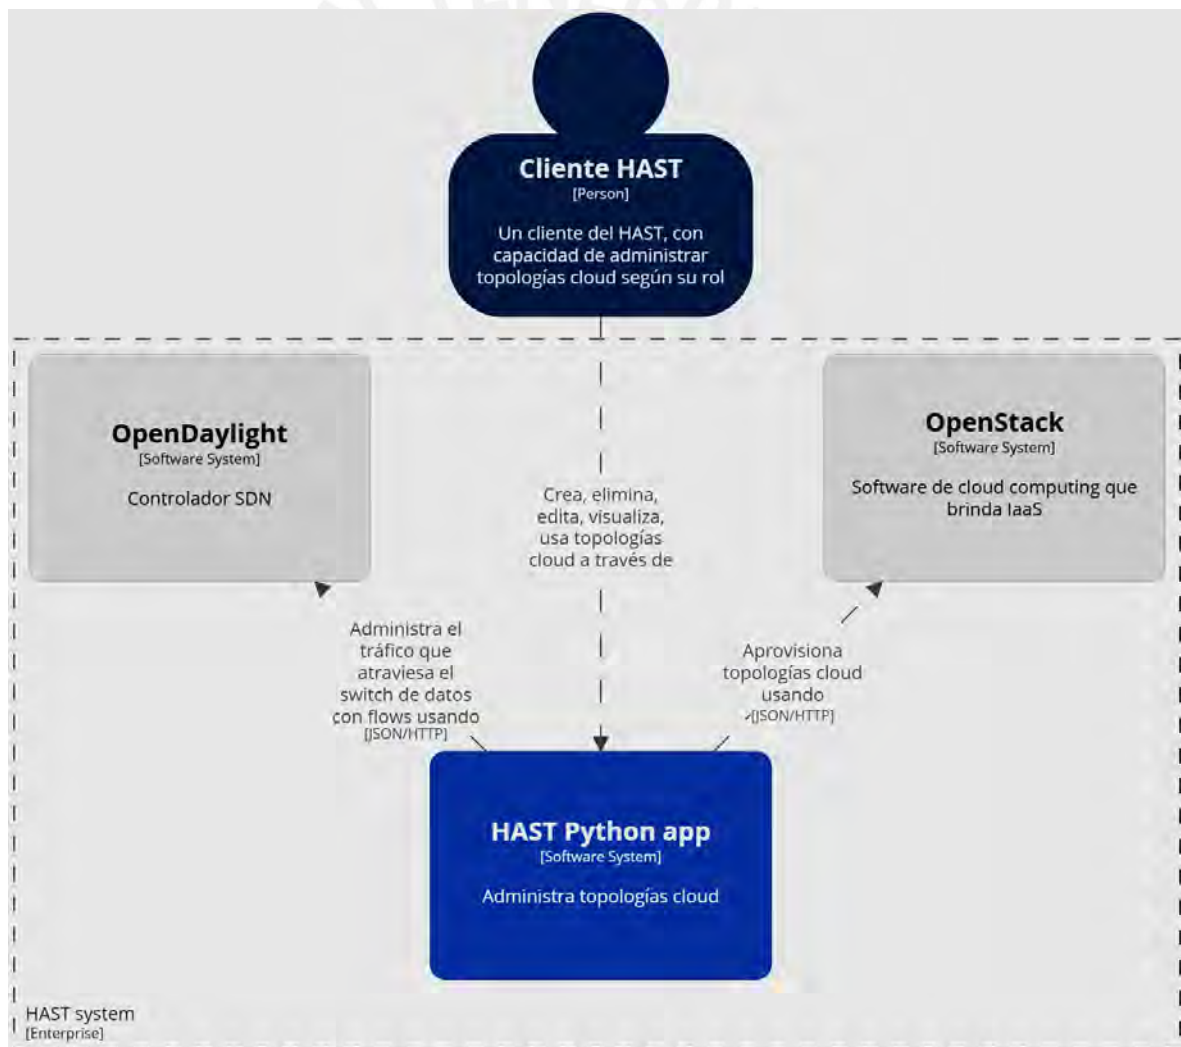 Cliente HAST
[Person]
Un cliente del HAST, con
capacidad de administrar
topologías cloud según su rol
OpenDaylight
[Software System]
Controlador SDN
OpenStack
[Software System]
Software de cloud computing que
brinda IaaS
Crea, elimina,
edita, visualiza,
usa topologías
cloud a través de
Administra el
tráfico que
atraviesa el
switch de datos
con flows usando
[JSON/HTTP]
Aprovisiona
topologías cloud
usando
[JSON/HTTP]
HAST Python app
[Software System]
Administra topologías cloud
HAST system
[Enterprise]